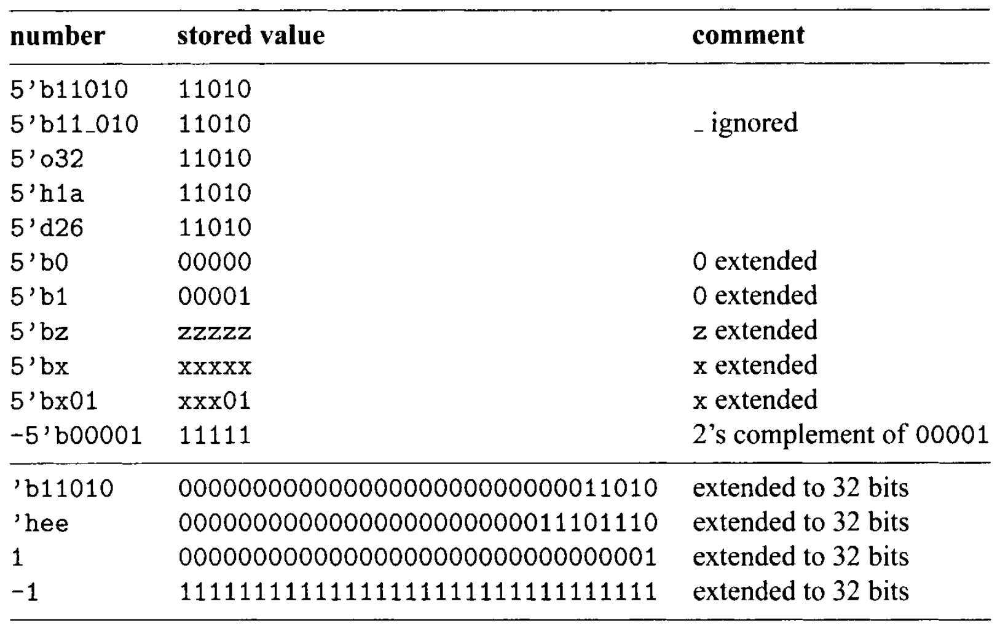 number stored value comment
5’b11010 11010
5’b11_010 11010 _ ignored
5’o32 11010
5’h1a 11010
5’d26 11010
5’b0 00000 0 extended
5’b1 00001 0 extended
5’bz zzzzz z extended
5’bx xxxxx x extended
5’bx01 xxx01 x extended
-5’b00001 11111 2’s complement of 00001
’b11010 00000000000000000000000000011010 extended to 32 bits
’hee 00000000000000000000000011101110 extended to 32 bits
1 00000000000000000000000000000001 extended to 32 bits
-1 11111111111111111111111111111111 extended to 32 bits